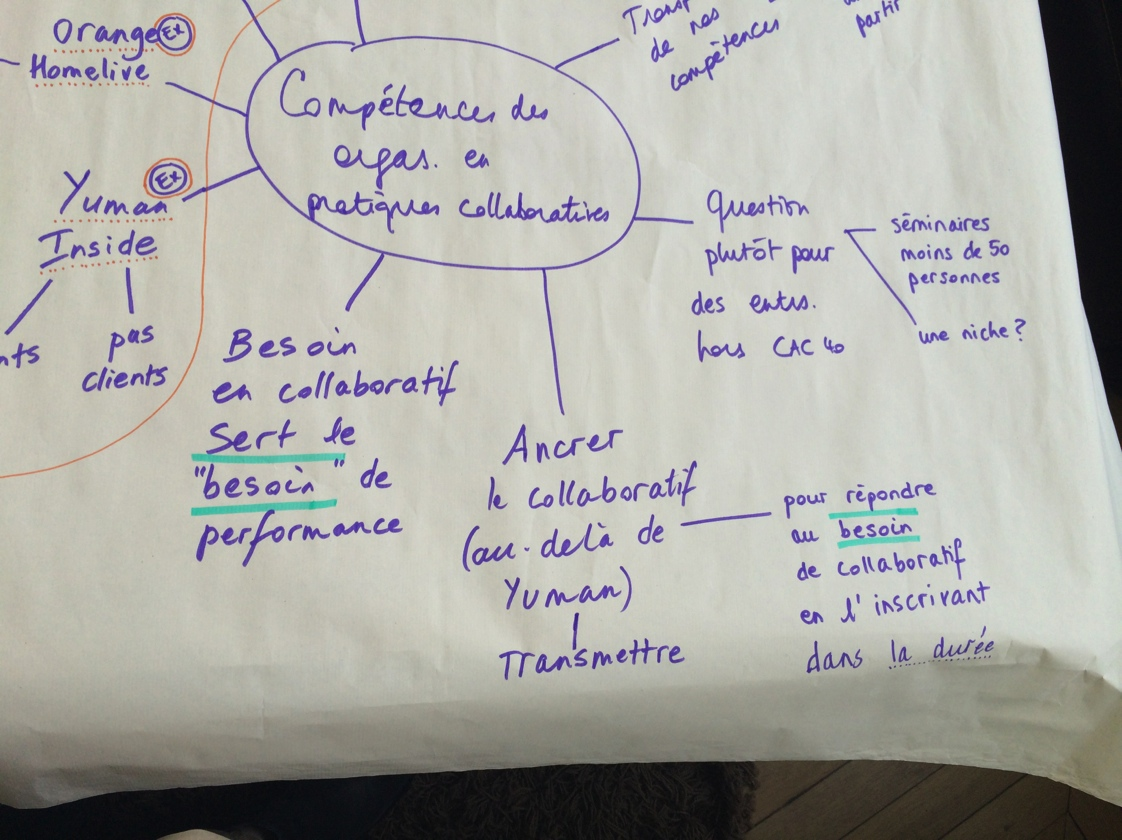 Orange Ex
Homelive
Yuman Ex
Inside
pas
clients
Compétences des
orgas. en
pratiques collaboratives
de nos
compétences
partir
Question
plutôt pour
des entrs.
hors CAC 40
séminaires
moins de 50
personnes
une niche ?
Besoin
en collaboratif
Sert le
"besoin" de
performance
Ancrer
le collaboratif
(au-delà de
Yuman)
Transmettre
pour répondre
au besoin
de collaboratif
en l'inscrivant
dans la durée